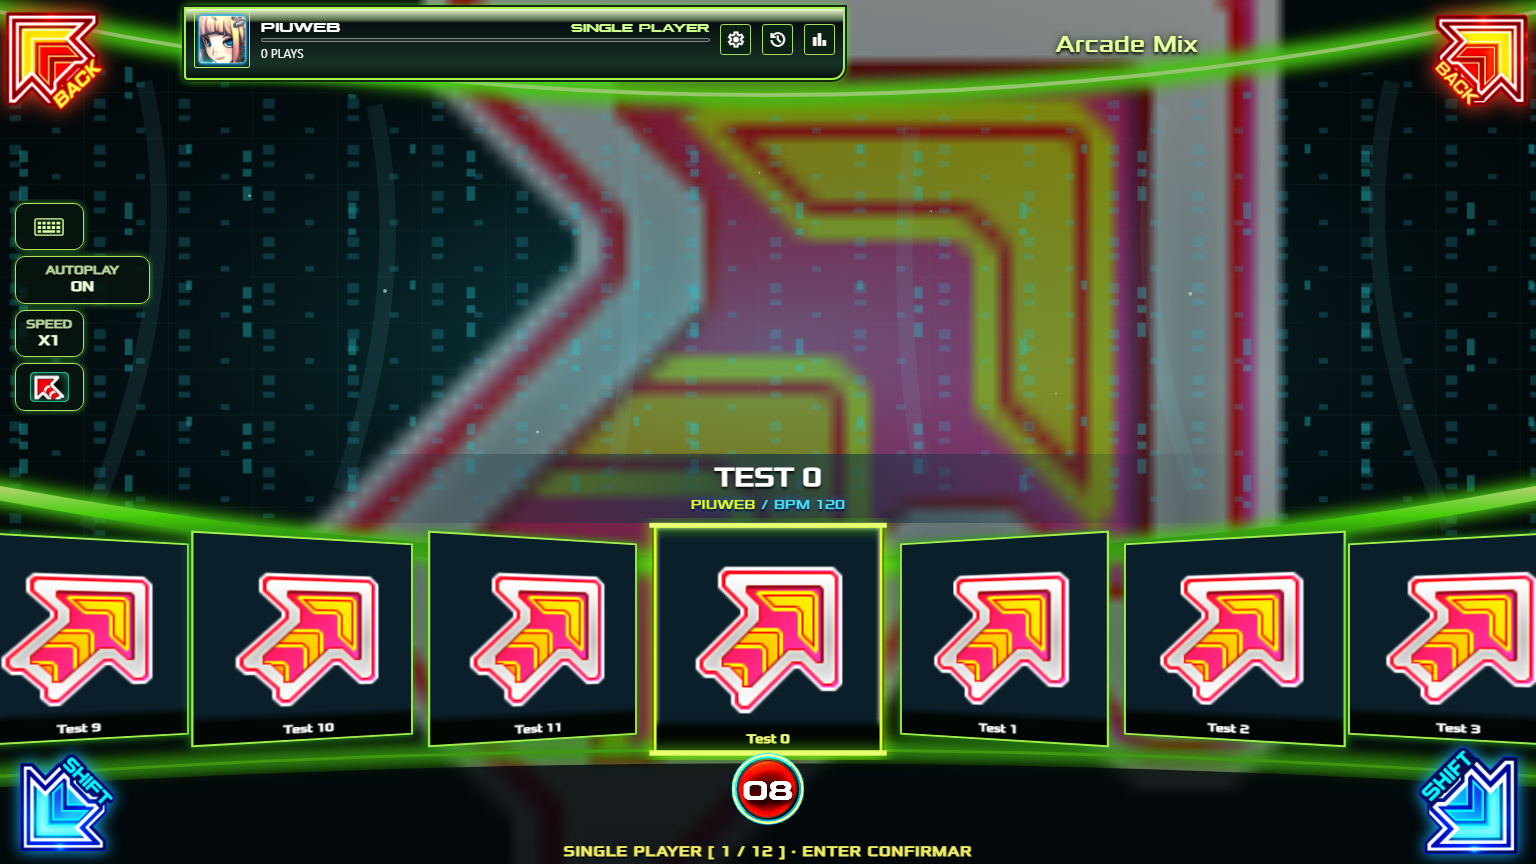 BACK
PIUWEB
SINGLE PLAYER
0 PLAYS
Arcade Mix
BACK
AUTOPLAY
ON
SPEED
X1
TEST 0
PIUWEB / BPM 120
Test 9
Test 10
Test 11
Test 0
Test 1
Test 2
Test 3
SHIFT
08
SHIFT
SINGLE PLAYER [ 1 / 12 ] · ENTER CONFIRMAR